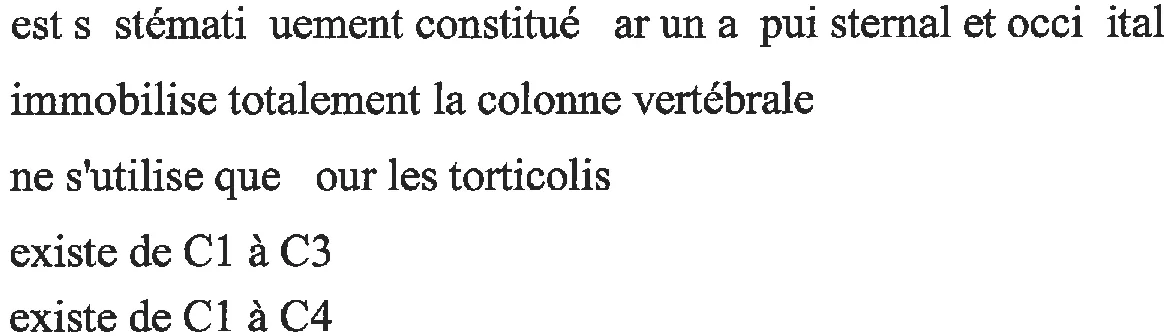 est s stémati uement constitué ar un a pui sternal et occi ital
immobilise totalement la colonne vertébrale
ne s'utilise que our les torticolis
existe de C1 à C3
existe de C1 à C4